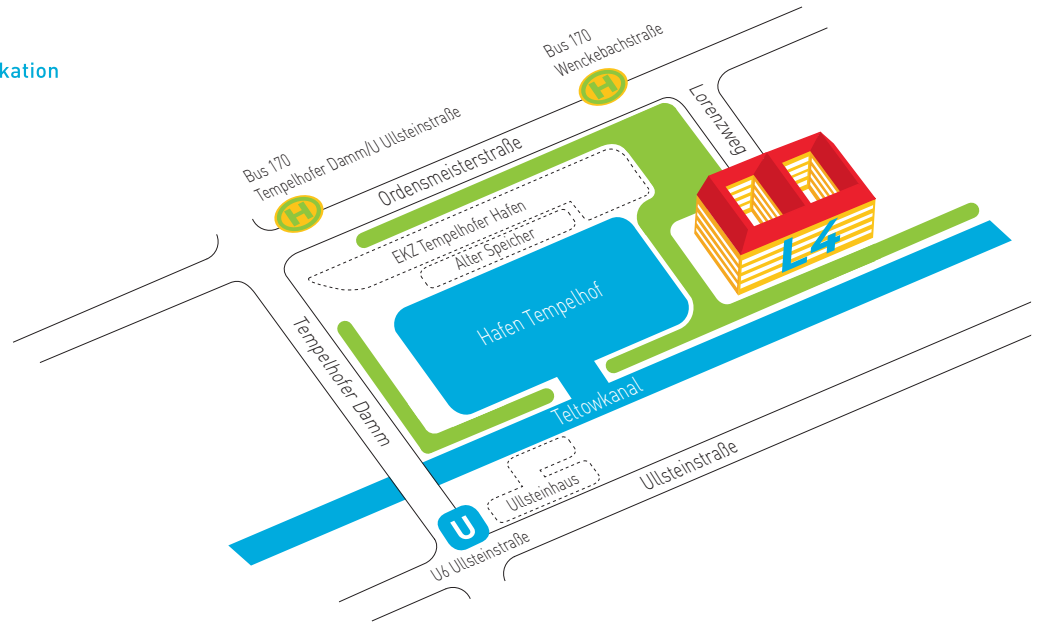 kation
Bus 170
Wenckebachstraße
Bus 170
Tempelhofer Damm/U Ullsteinstraße
H
H
Ordensmeisterstraße
Lorenzweg
EKZ Tempelhofer Hafen
Alter Speicher
L4
Hafen Tempelhof
Tempelhofer Damm
Teltowkanal
Ullsteinhaus
Ullsteinstraße
U
U6 Ullsteinstraße